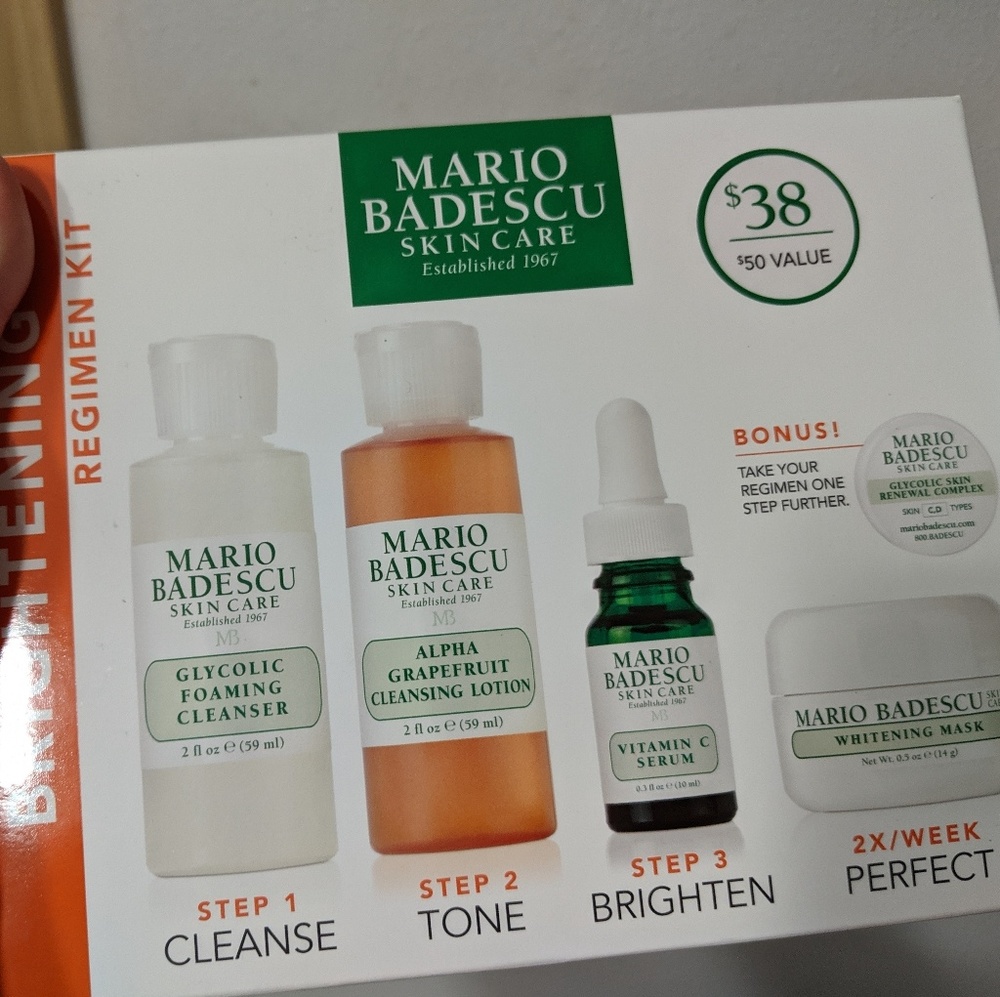 BRIGHTENING
REGIMEN KIT
MARIO
BADESCU
SKIN CARE
Established 1967
$38
$50 VALUE
BONUS!
TAKE YOUR
REGIMEN ONE
STEP FURTHER.
MARIO
BADESCU
SKIN CARE
GLYCOLIC SKIN
RENEWAL COMPLEX
SKIN C.D TYPES
mariobadescu.com
800.BADESCU
MARIO
BADESCU
SKIN CARE
Established 1967
MB
GLYCOLIC
FOAMING
CLEANSER
2 fl oz ℮ (59 ml)
STEP 1
CLEANSE
MARIO
BADESCU
SKIN CARE
Established 1967
MB
ALPHA
GRAPEFRUIT
CLEANSING LOTION
2 fl oz ℮ (59 ml)
STEP 2
TONE
MARIO
BADESCU
SKIN CARE
Established 1967
MB
VITAMIN C
SERUM
0.3 fl oz ℮ (10 ml)
STEP 3
BRIGHTEN
MARIO BADESCU
WHITENING MASK
Net Wt. 0.5 oz ℮ (14 g)
2X/WEEK
PERFECT